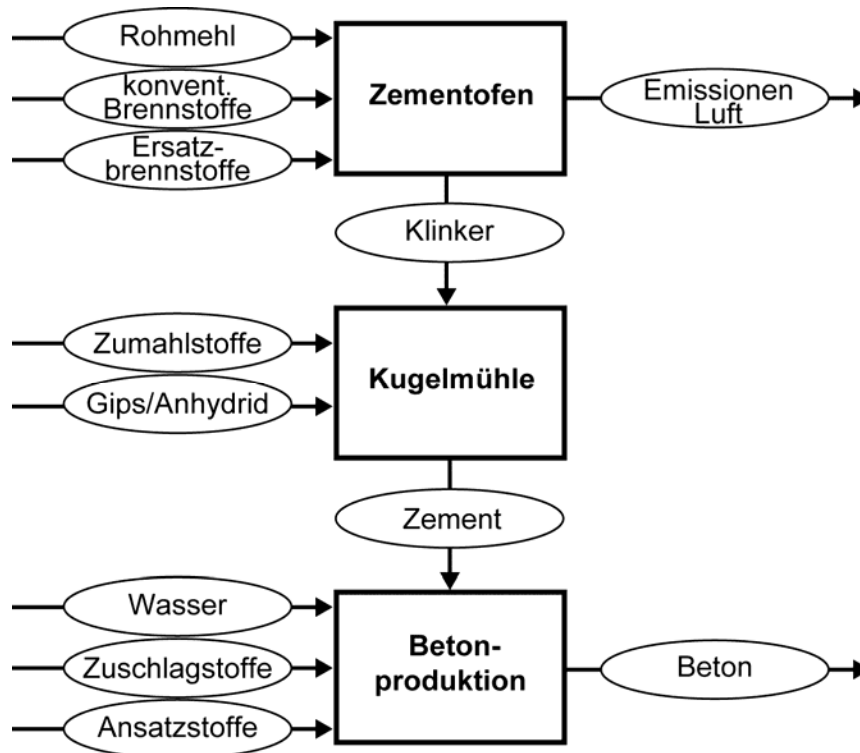 Rohmehl
konvent.
Brennstoffe
Ersatz-
brennstoffe
Zementofen
Emissionen
Luft
Klinker
Zumahlstoffe
Gips/Anhydrid
Kugelmühle
Zement
Wasser
Zuschlagstoffe
Ansatzstoffe
Beton-
produktion
Beton